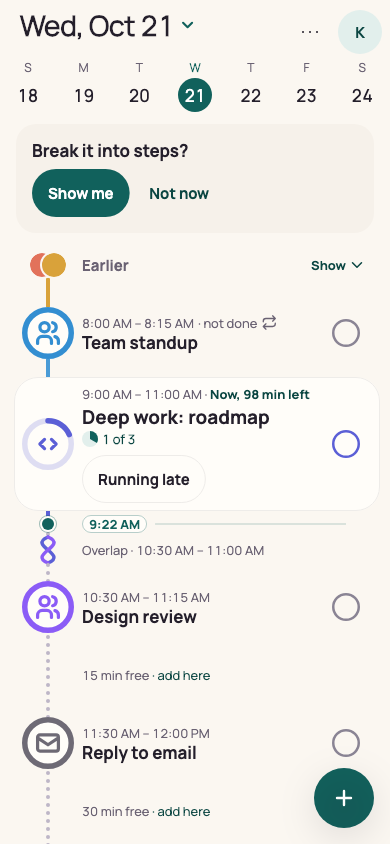 Wed, Oct 21
...
K
S M T W T F S
18 19 20 21 22 23 24
Break it into steps?
Show me Not now
Earlier Show
8:00 AM – 8:15 AM · not done
Team standup
9:00 AM – 11:00 AM · Now, 98 min left
Deep work: roadmap
1 of 3
Running late
9:22 AM
Overlap · 10:30 AM – 11:00 AM
10:30 AM – 11:15 AM
Design review
15 min free · add here
11:30 AM – 12:00 PM
Reply to email
30 min free · add here